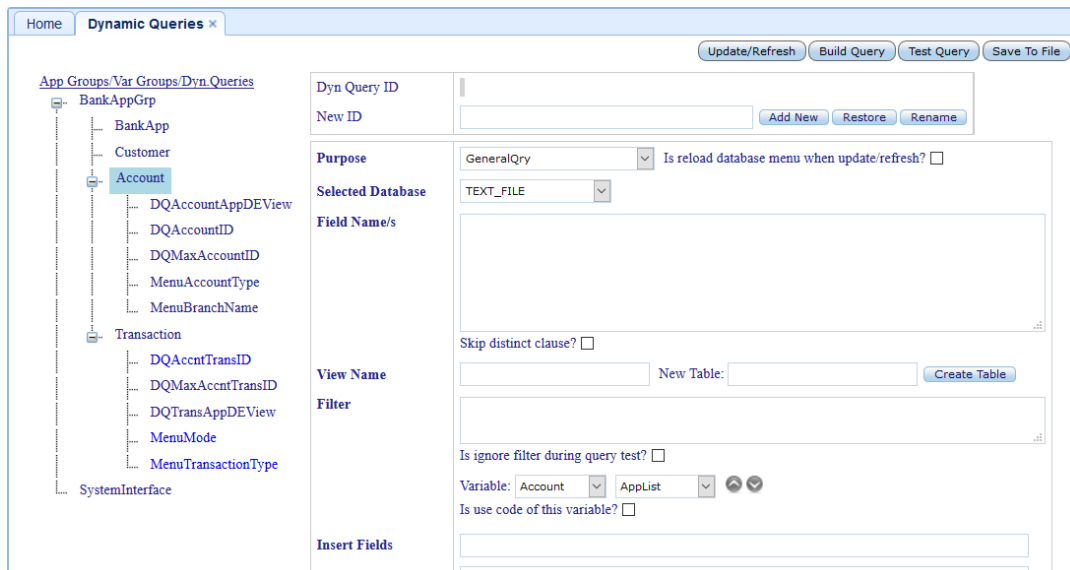 Home
Dynamic Queries ×
Update/Refresh Build Query Test Query Save To File
App Groups/Var Groups/Dyn.Queries
BankAppGrp
BankApp
Customer
Account
DQAccountAppDEView
DQAccountID
DQMaxAccountID
MenuAccountType
MenuBranchName
Transaction
DQAccntTransID
DQMaxAccntTransID
DQTransAppDEView
MenuMode
MenuTransactionType
SystemInterface
Dyn Query ID
New ID Add New Restore Rename
Purpose GeneralQry Is reload database menu when update/refresh?
Selected Database TEXT_FILE
Field Name/s
Skip distinct clause?
View Name New Table: Create Table
Filter
Is ignore filter during query test?
Variable: Account AppList
Is use code of this variable?
Insert Fields